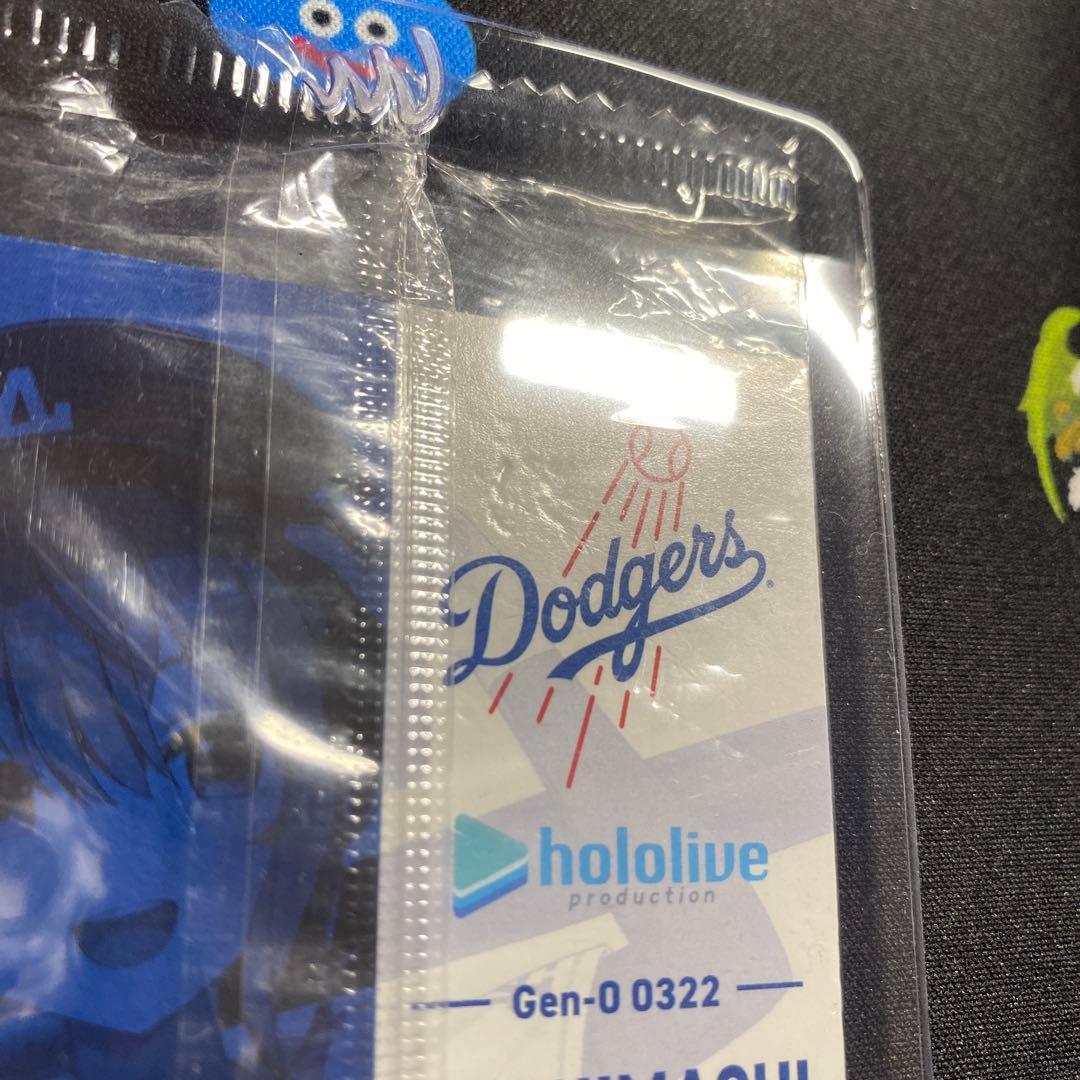 Dodgers
hololive
production
Gen-0 0322